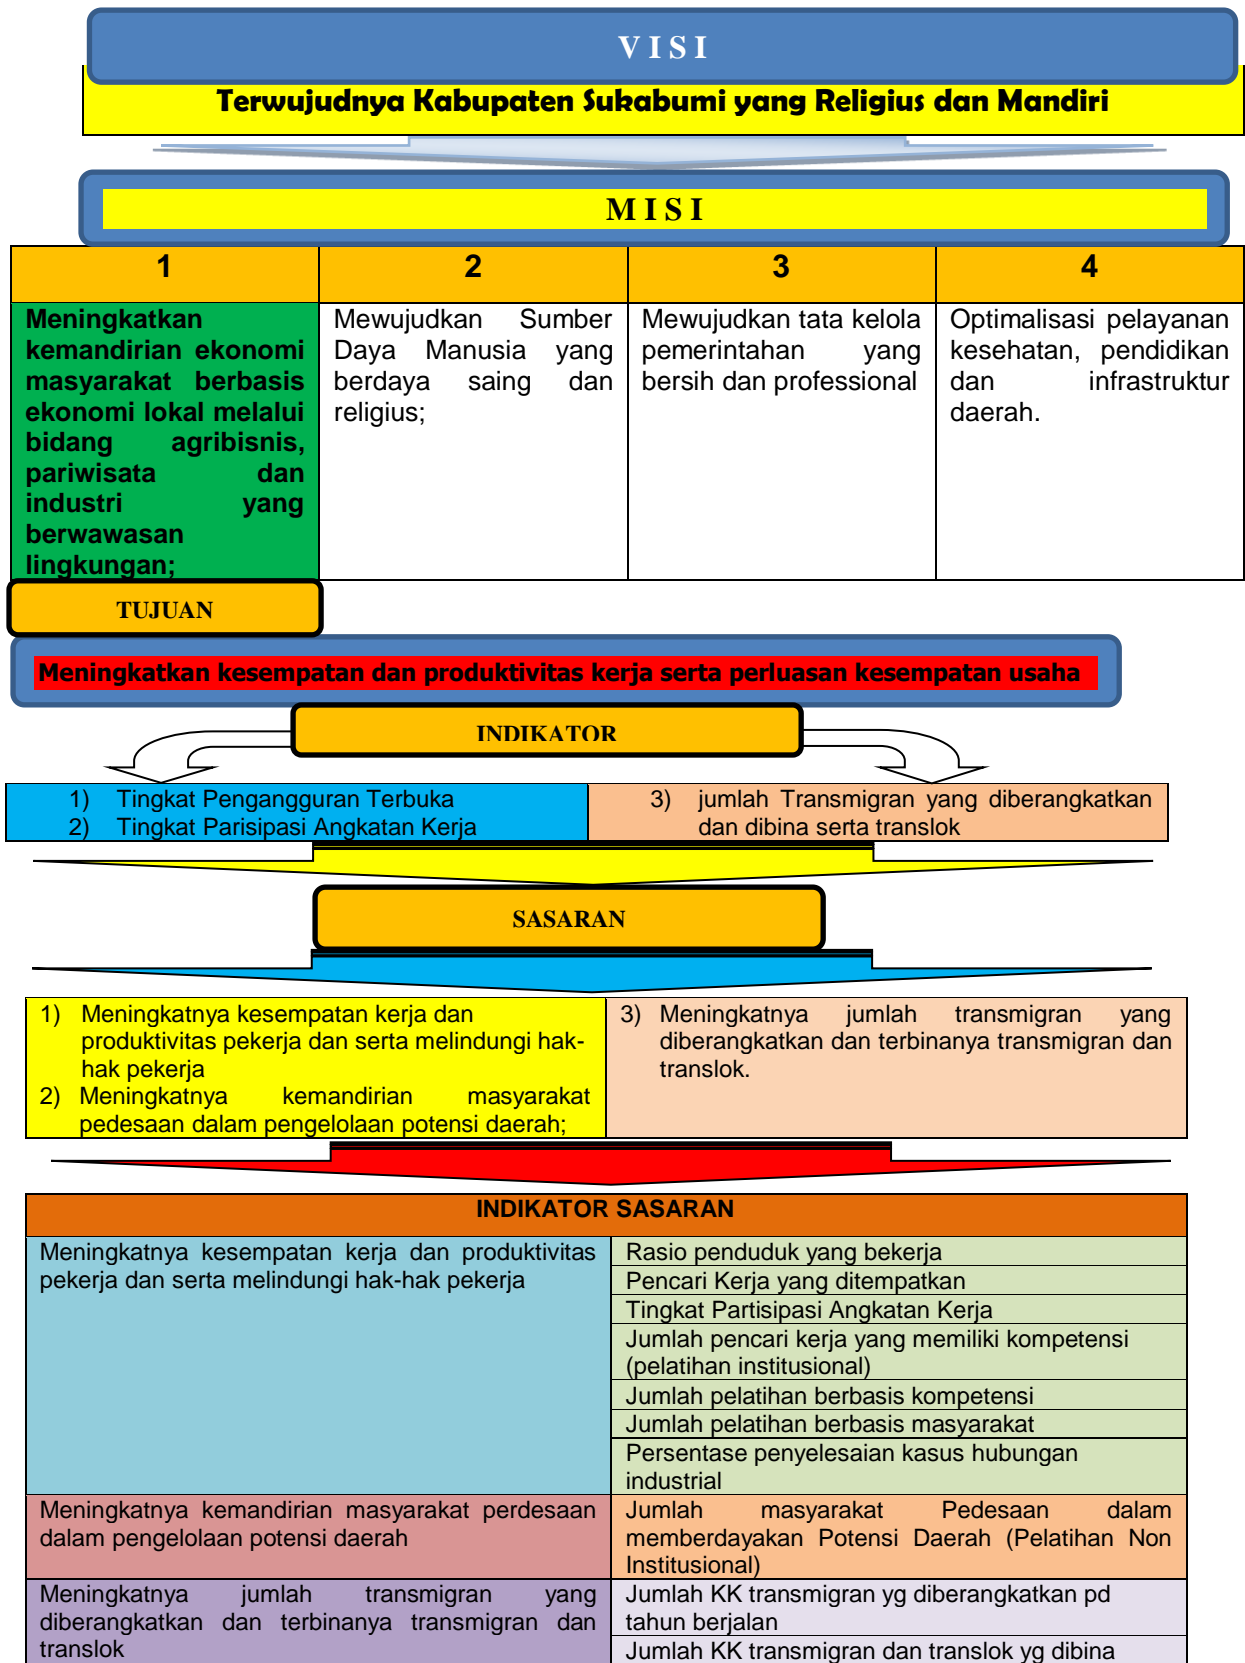 V I S I
Terwujudnya Kabupaten Sukabumi yang Religius dan Mandiri
M I S I
1
2
3
4
Meningkatkan
kemandirian ekonomi
masyarakat berbasis
ekonomi lokal melalui
bidang agribisnis,
pariwisata dan
industri yang
berwawasan
lingkungan;
Mewujudkan Sumber
Daya Manusia yang
berdaya saing dan
religius;
Mewujudkan tata kelola
pemerintahan yang
bersih dan professional
Optimalisasi pelayanan
kesehatan, pendidikan
dan infrastruktur
daerah.
TUJUAN
Meningkatkan kesempatan dan produktivitas kerja serta perluasan kesempatan usaha
INDIKATOR
1) Tingkat Pengangguran Terbuka
2) Tingkat Parisipasi Angkatan Kerja
3) jumlah Transmigran yang diberangkatkan
dan dibina serta translok
SASARAN
1) Meningkatnya kesempatan kerja dan
produktivitas pekerja dan serta melindungi hak-
hak pekerja
2) Meningkatnya kemandirian masyarakat
pedesaan dalam pengelolaan potensi daerah;
3) Meningkatnya jumlah transmigran yang
diberangkatkan dan terbinanya transmigran dan
translok.
INDIKATOR SASARAN
Meningkatnya kesempatan kerja dan produktivitas
pekerja dan serta melindungi hak-hak pekerja
Rasio penduduk yang bekerja
Pencari Kerja yang ditempatkan
Tingkat Partisipasi Angkatan Kerja
Jumlah pencari kerja yang memiliki kompetensi
(pelatihan institusional)
Jumlah pelatihan berbasis kompetensi
Jumlah pelatihan berbasis masyarakat
Persentase penyelesaian kasus hubungan
industrial
Meningkatnya kemandirian masyarakat perdesaan
dalam pengelolaan potensi daerah
Jumlah masyarakat Pedesaan dalam
memberdayakan Potensi Daerah (Pelatihan Non
Institusional)
Meningkatnya jumlah transmigran yang
diberangkatkan dan terbinanya transmigran dan
translok
Jumlah KK transmigran yg diberangkatkan pd
tahun berjalan
Jumlah KK transmigran dan translok yg dibina